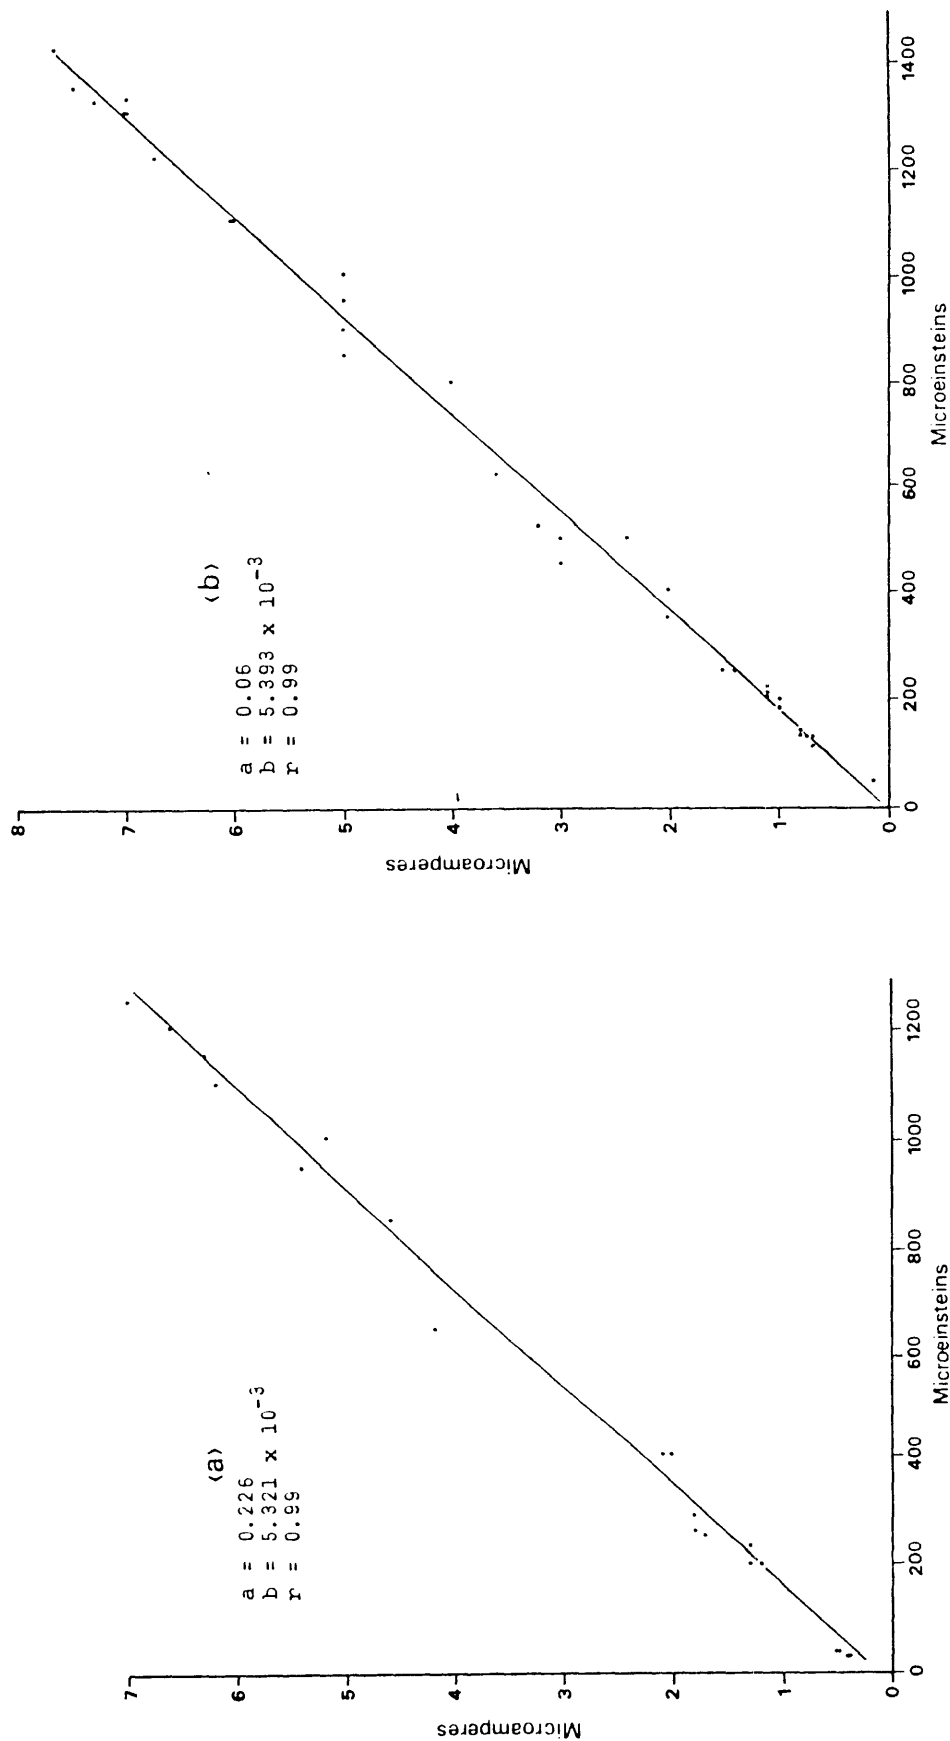 (a)
a = 0.226
b = 5.321 x 10⁻³
r = 0.99
Microamperes
7
6
5
4
3
2
1
0
0
200
400
600
800
1000
1200
Microeinsteins
(b)
a = 0.06
b = 5.393 x 10⁻³
r = 0.99
Microamperes
8
7
6
5
4
3
2
1
0
0
200
400
600
800
1000
1200
1400
Microeinsteins